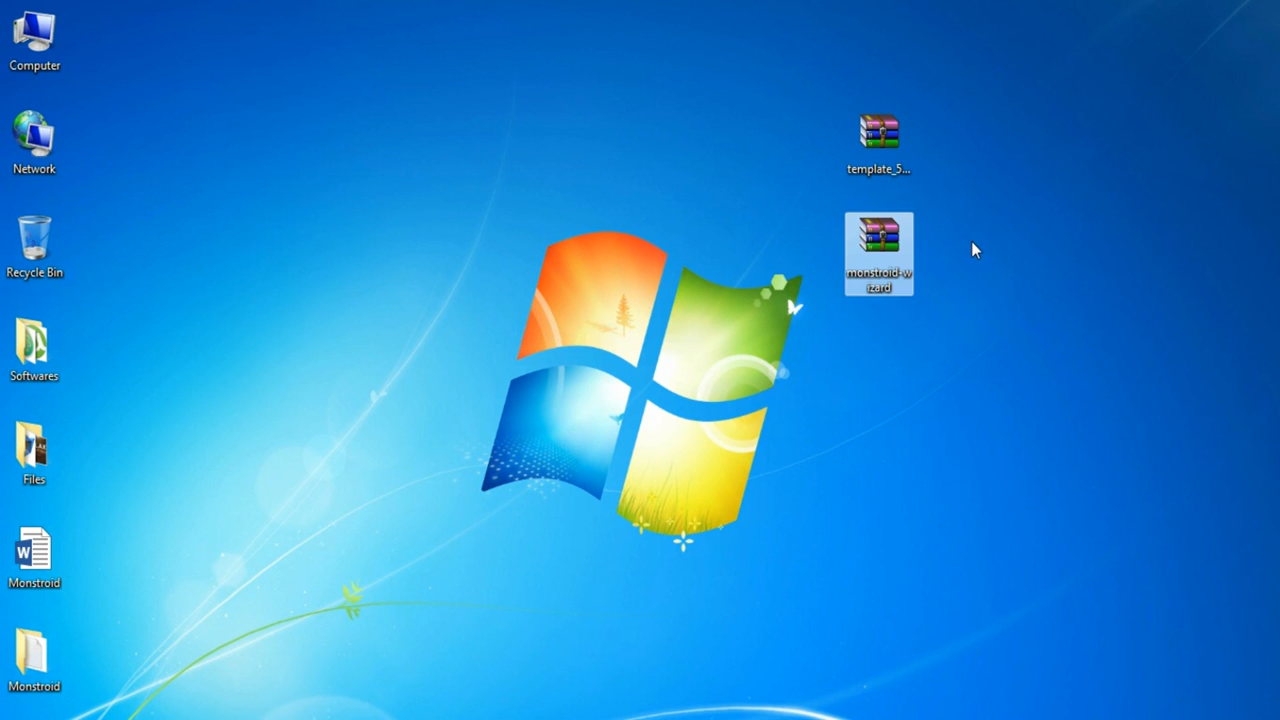 Computer
Network
Recycle Bin
Softwares
Files
W
Monstroid
Monstroid
template_5...
monstroid-w
izard